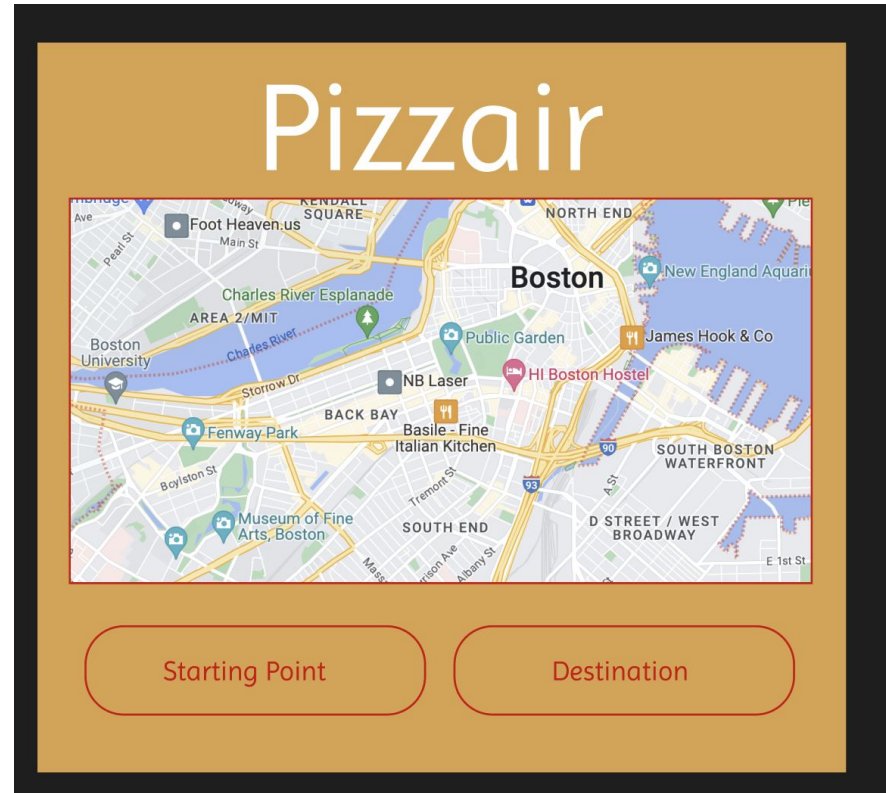 Pizzair
KENDALL
SQUARE
NORTH END
Ave
Foot Heaven.us
Main St
Pearl St
Boston
New England Aquari
Charles River Esplanade
AREA 2/MIT
Charles River
Public Garden
James Hook & Co
Boston
University
Storrow Dr
NB Laser
HI Boston Hostel
BACK BAY
Basile - Fine
Italian Kitchen
Fenway Park
90
SOUTH BOSTON
WATERFRONT
Boylston St
Tremont St
93
A St
Museum of Fine
Arts, Boston
SOUTH END
D STREET / WEST
BROADWAY
Albany St
E 1st St
Starting Point
Destination